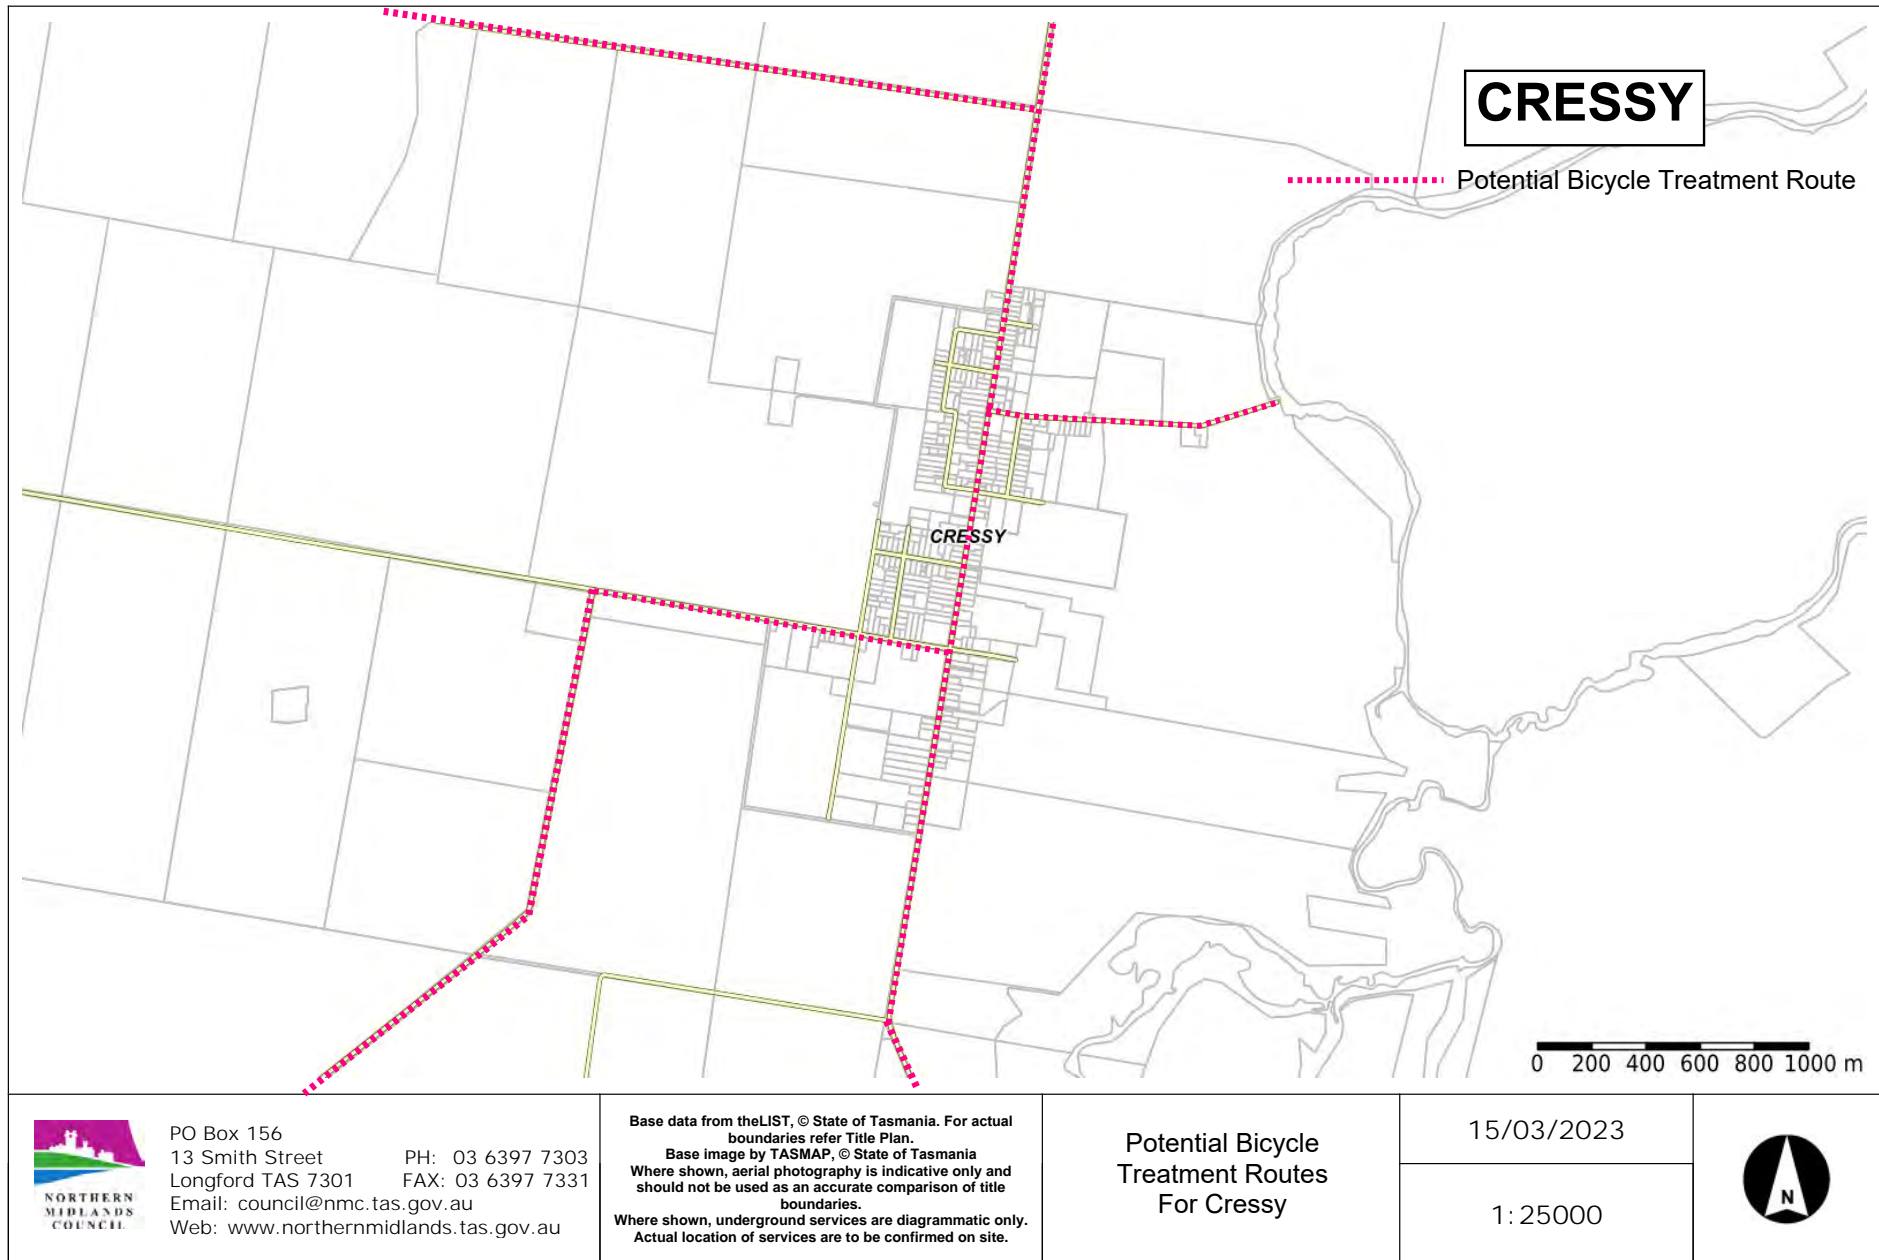 CRESSY
Potential Bicycle Treatment Route
CRESSY
0 200 400 600 800 1000 m
NORTHERN
MIDLANDS
COUNCIL
PO Box 156
13 Smith Street PH: 03 6397 7303
Longford TAS 7301 FAX: 03 6397 7331
Email: council@nmc.tas.gov.au
Web: www.northernmidlands.tas.gov.au
Base data from theLIST, © State of Tasmania. For actual
boundaries refer Title Plan.
Base image by TASMAP, © State of Tasmania
Where shown, aerial photography is indicative only and
should not be used as an accurate comparison of title
boundaries.
Where shown, underground services are diagrammatic only.
Actual location of services are to be confirmed on site.
Potential Bicycle
Treatment Routes
For Cressy
15/03/2023
1:25000
N